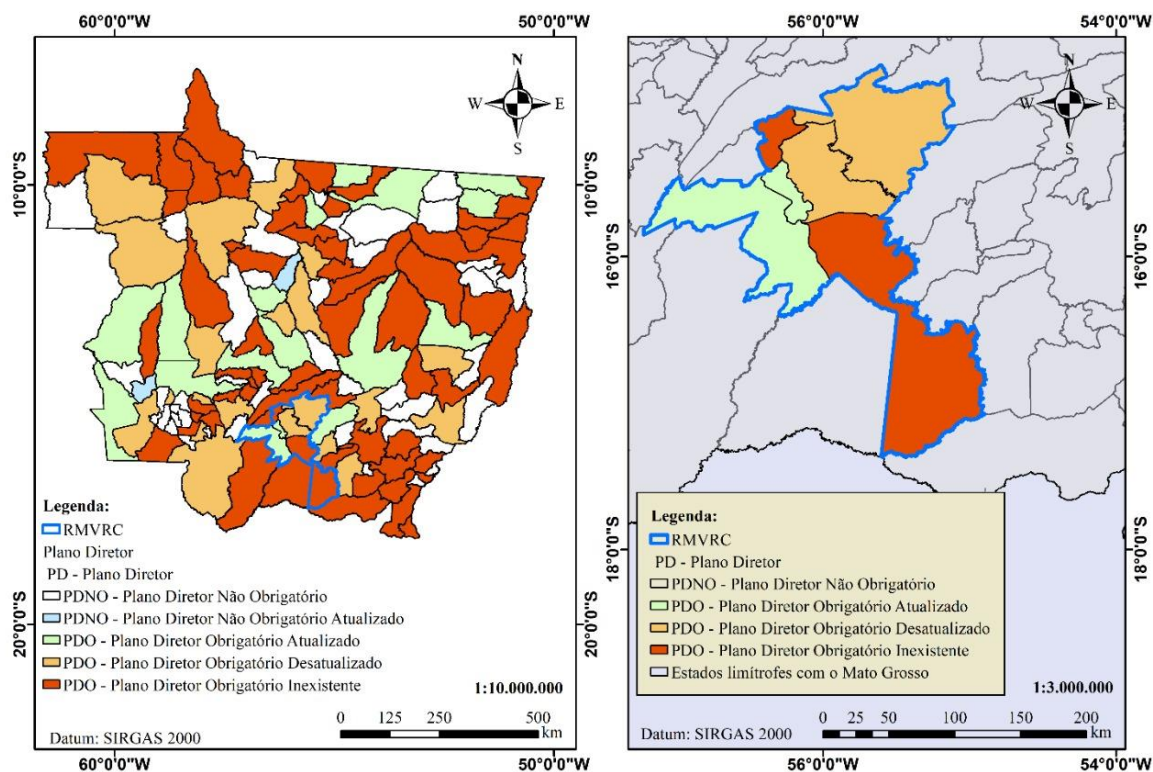 60°0'0"W
50°0'0"W
N
W
E
S
10°0'0"S
20°0'0"S
10°0'0"S
20°0'0"S
Legenda:
RMVRC
Plano Diretor
PD - Plano Diretor
PDNO - Plano Diretor Não Obrigatório
PDNO - Plano Diretor Não Obrigatório Atualizado
PDO - Plano Diretor Obrigatório Atualizado
PDO - Plano Diretor Obrigatório Desatualizado
PDO - Plano Diretor Obrigatório Inexistente
1:10.000.000
0 125 250 500
km
Datum: SIRGAS 2000
60°0'0"W
50°0'0"W
56°0'0"W
54°0'0"W
N
W
E
S
16°0'0"S
18°0'0"S
16°0'0"S
18°0'0"S
Legenda:
RMVRC
PD - Plano Diretor
PDNO - Plano Diretor Não Obrigatório
PDO - Plano Diretor Obrigatório Atualizado
PDO - Plano Diretor Obrigatório Desatualizado
PDO - Plano Diretor Obrigatório Inexistente
Estados limítrofes com o Mato Grosso
1:3.000.000
0 25 50 100 150 200
km
Datum: SIRGAS 2000
56°0'0"W
54°0'0"W